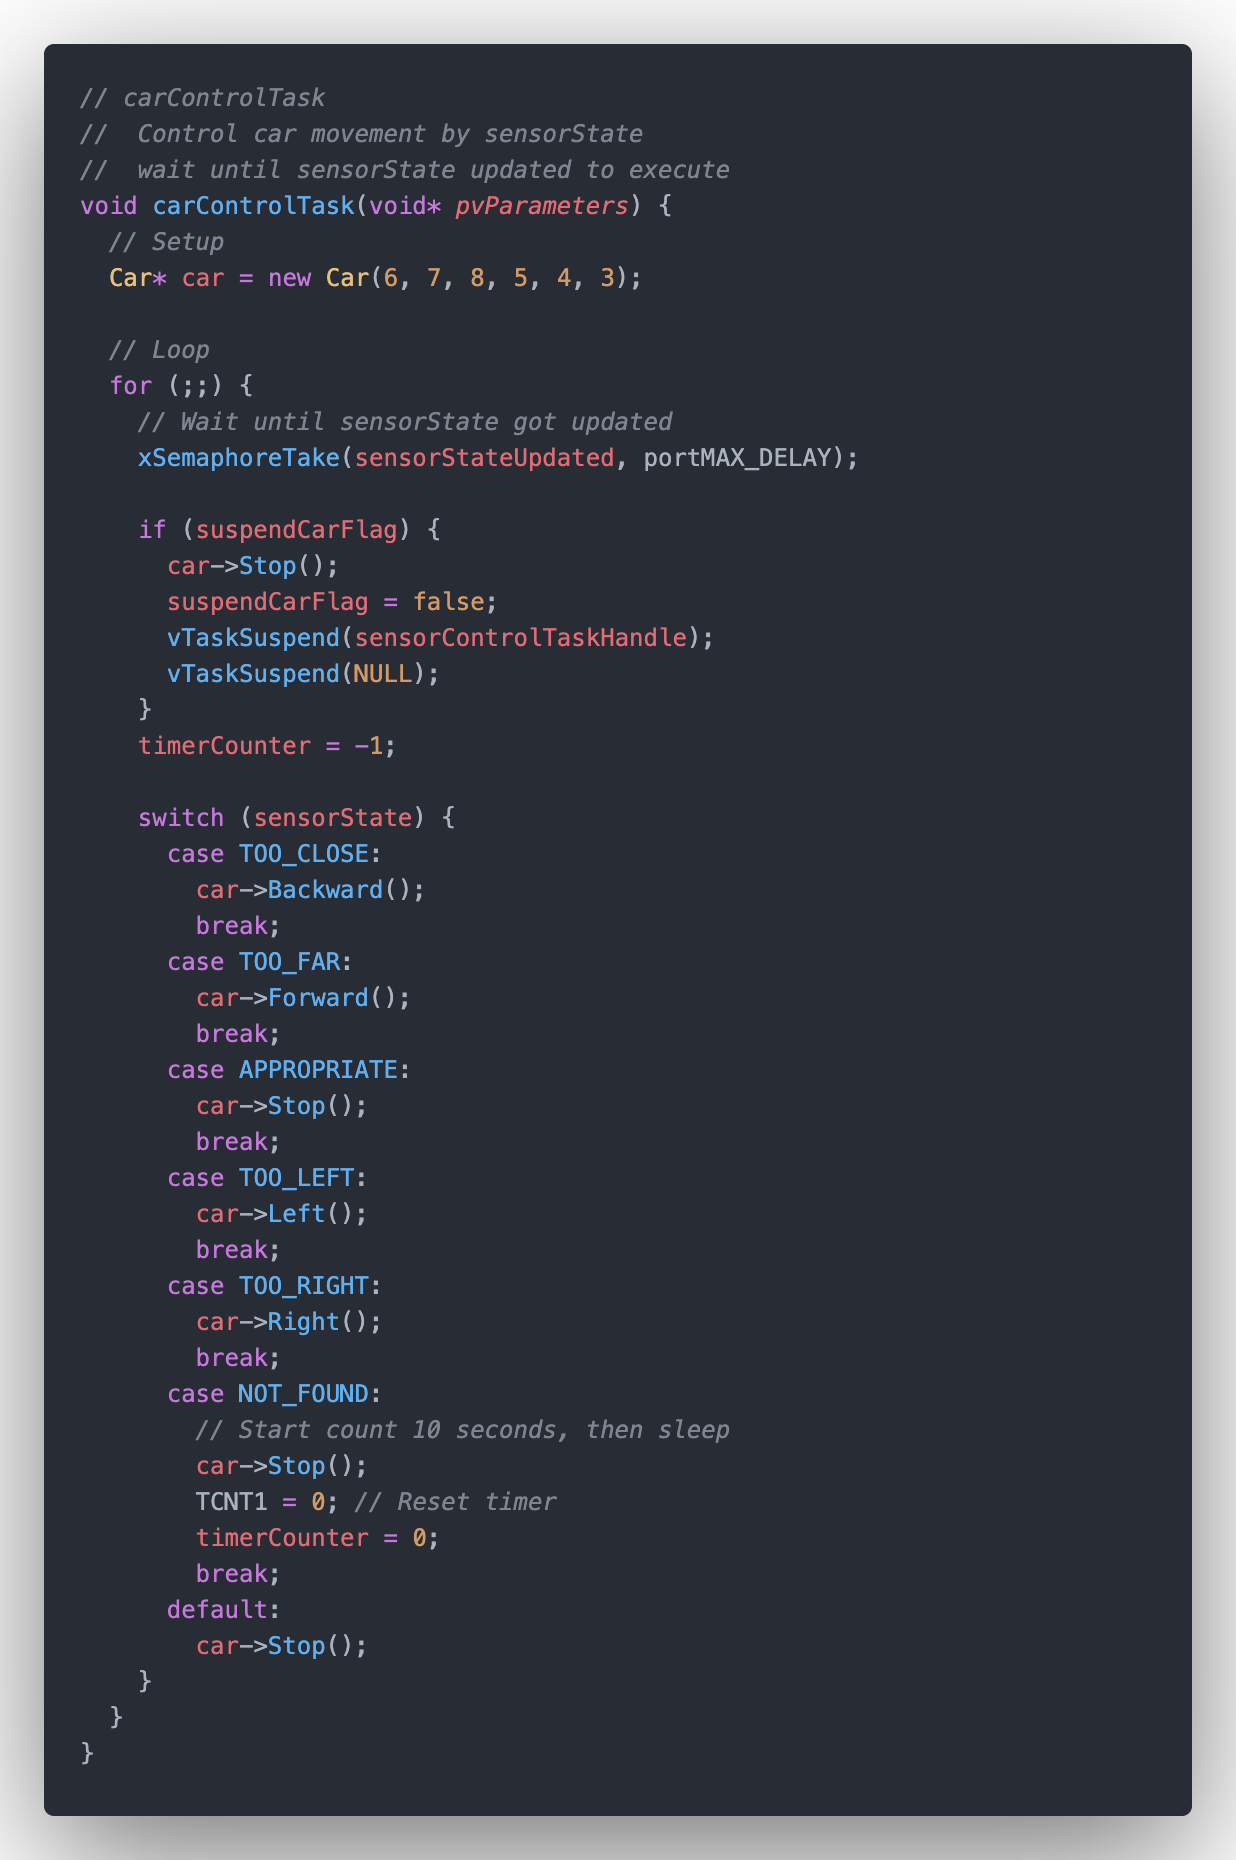 // carControlTask
//  Control car movement by sensorState
//  wait until sensorState updated to execute
void carControlTask(void* pvParameters) {
  // Setup
  Car* car = new Car(6, 7, 8, 5, 4, 3);

  // Loop
  for (;;) {
    // Wait until sensorState got updated
    xSemaphoreTake(sensorStateUpdated, portMAX_DELAY);

    if (suspendCarFlag) {
      car->Stop();
      suspendCarFlag = false;
      vTaskSuspend(sensorControlTaskHandle);
      vTaskSuspend(NULL);
    }
    timerCounter = -1;

    switch (sensorState) {
      case TOO_CLOSE:
        car->Backward();
        break;
      case TOO_FAR:
        car->Forward();
        break;
      case APPROPRIATE:
        car->Stop();
        break;
      case TOO_LEFT:
        car->Left();
        break;
      case TOO_RIGHT:
        car->Right();
        break;
      case NOT_FOUND:
        // Start count 10 seconds, then sleep
        car->Stop();
        TCNT1 = 0; // Reset timer
        timerCounter = 0;
        break;
      default:
        car->Stop();
    }
  }
}